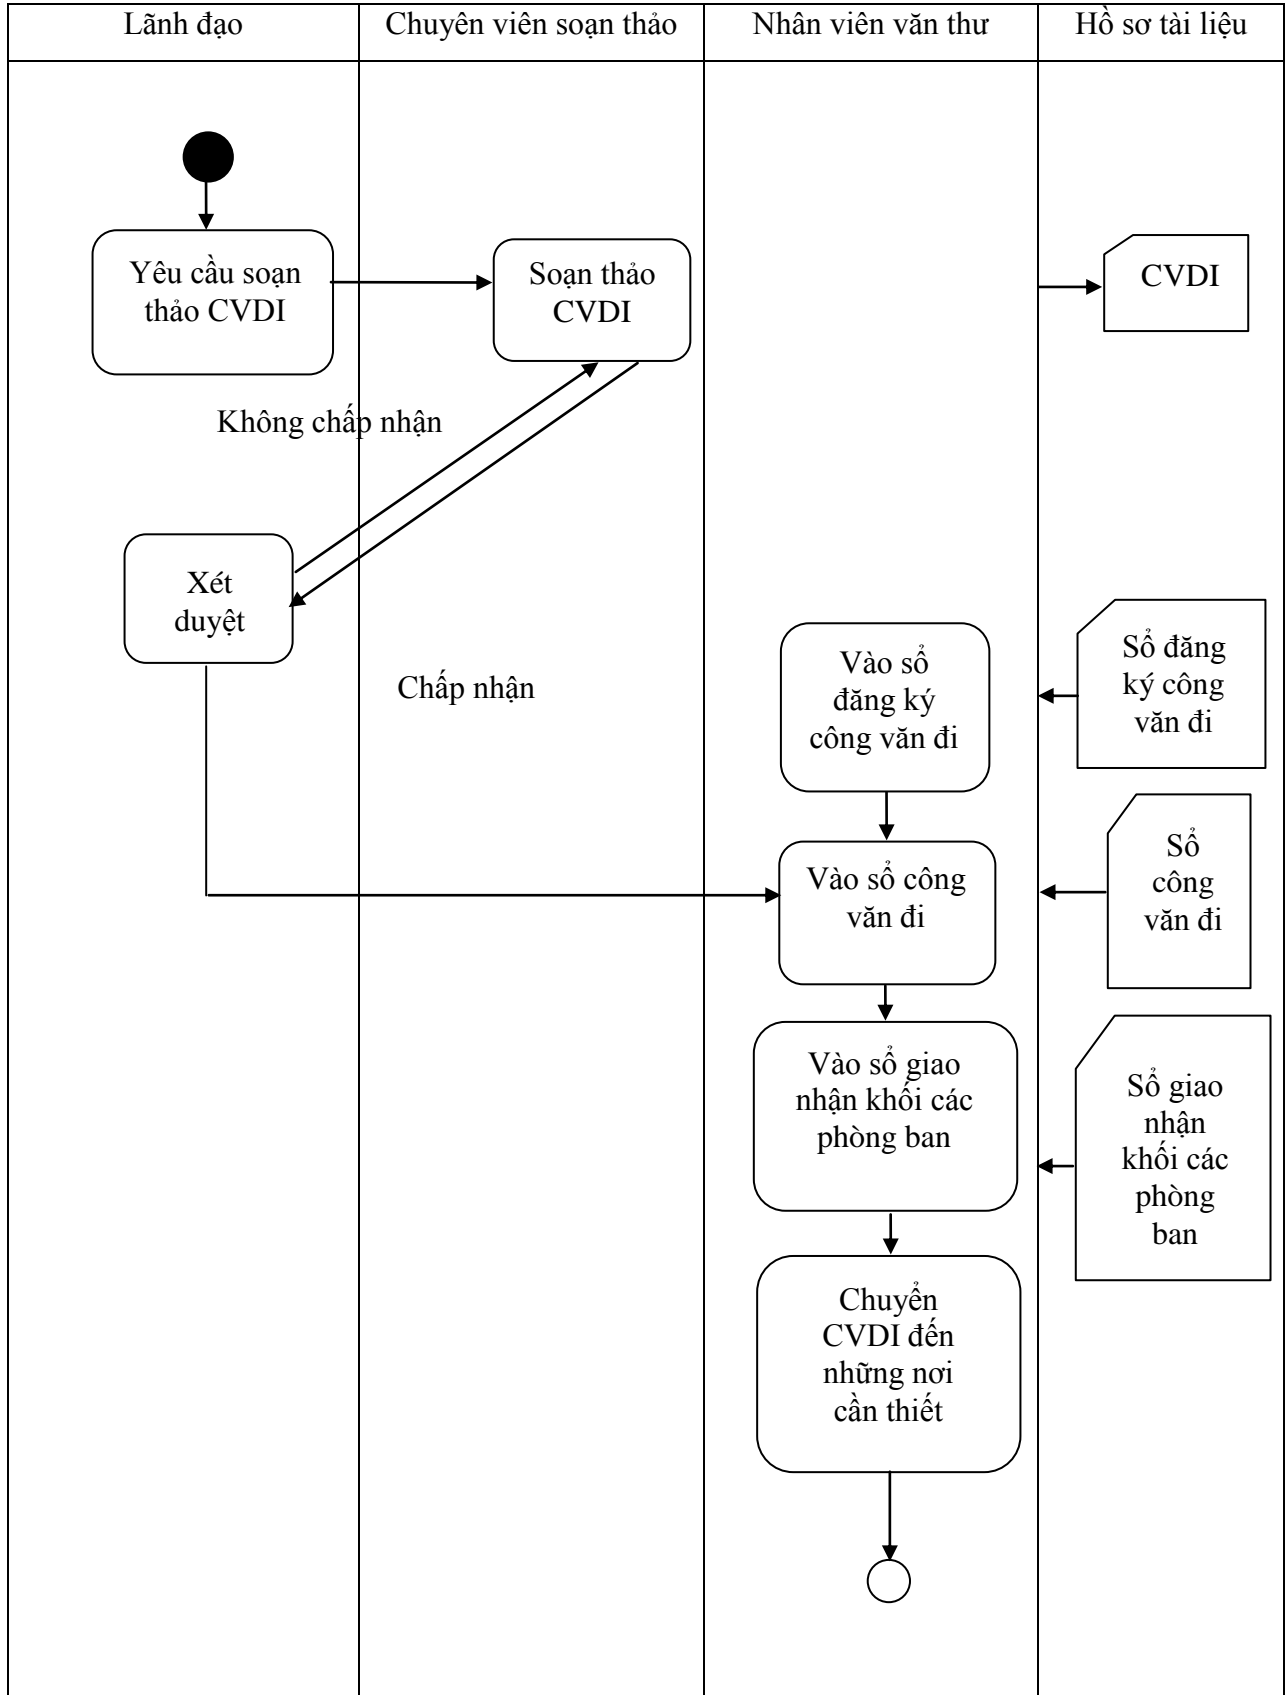 Lãnh đạo
Chuyên viên soạn thảo
Nhân viên văn thư
Hồ sơ tài liệu
Yêu cầu soạn
thảo CVDI
Soạn thảo
CVDI
CVDI
Không chấp nhận
Xét
duyệt
Chấp nhận
Vào sổ
đăng ký
công văn đi
Sổ đăng
ký công
văn đi
Vào sổ công
văn đi
Sổ
công
văn đi
Vào sổ giao
nhận khối các
phòng ban
Sổ giao
nhận
khối các
phòng
ban
Chuyển
CVDI đến
những nơi
cần thiết